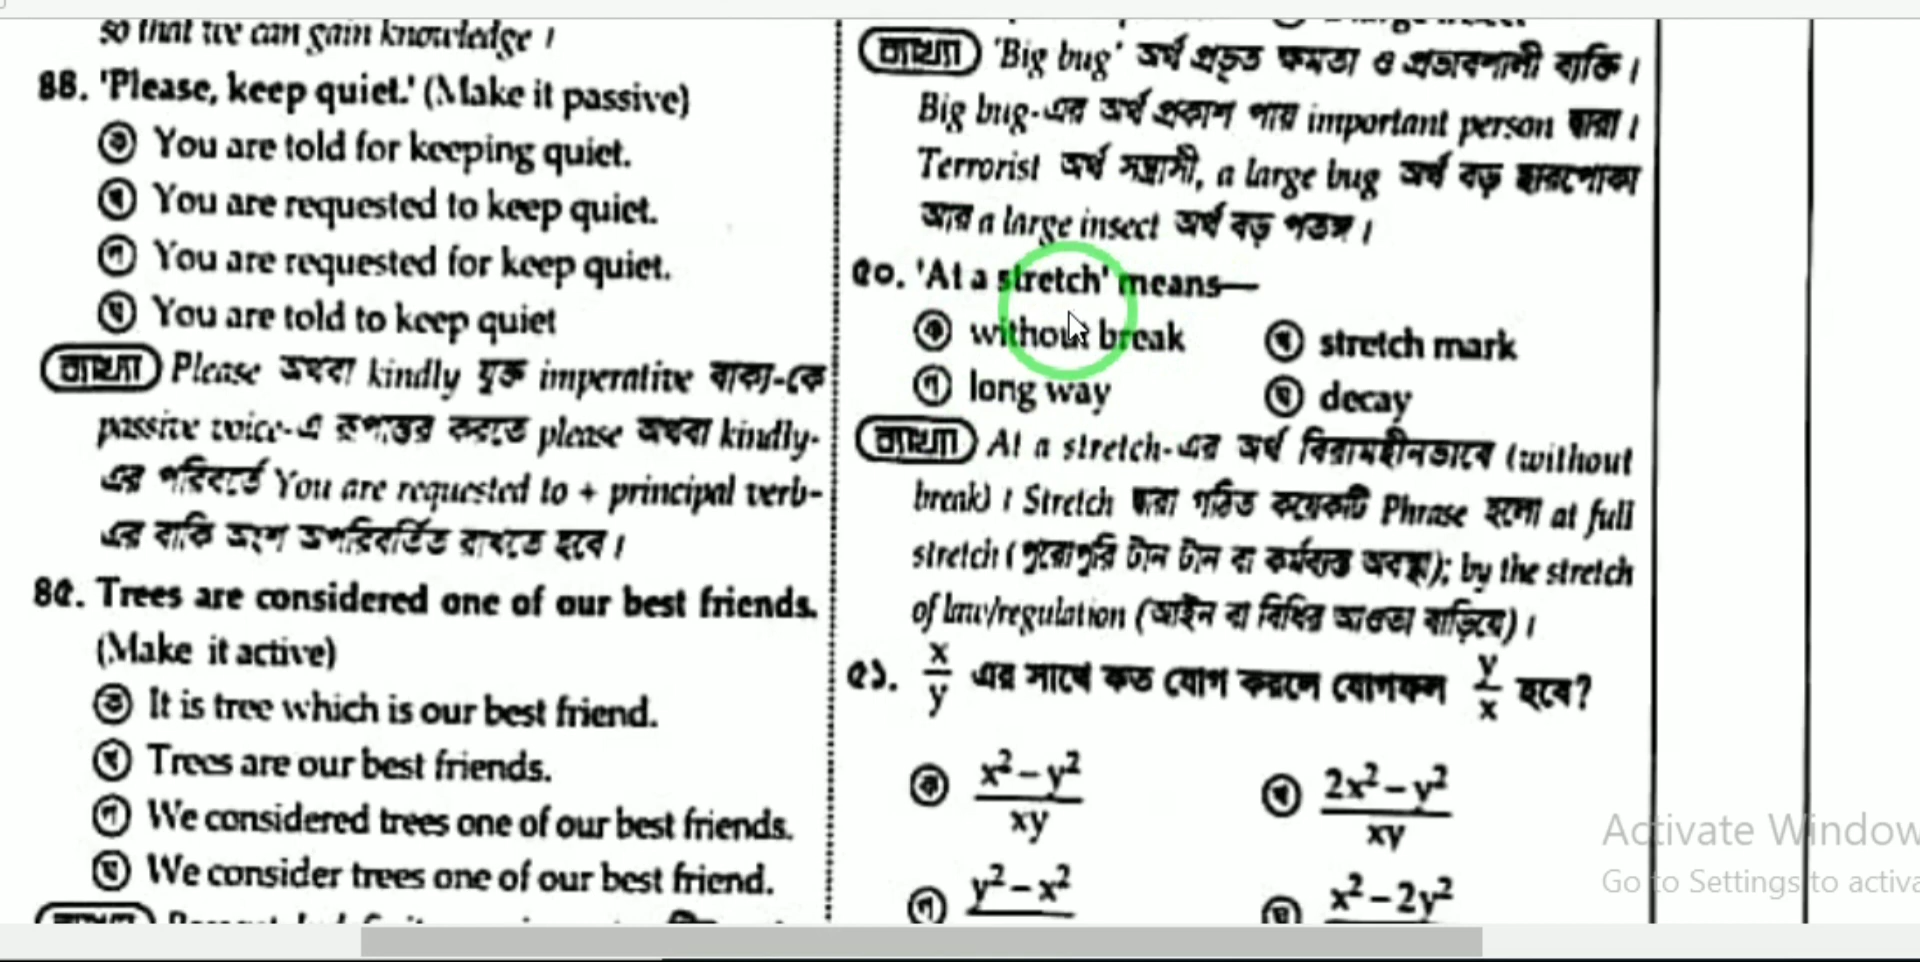 so that we can gain knowledge।
৪৪. 'Please, keep quiet.' (Make it passive)
ক You are told for keeping quiet.
খ You are requested to keep quiet.
গ You are requested for keep quiet.
ঘ You are told to keep quiet
ব্যাখ্যা Please অথবা kindly যুক্ত imperative বাক্য-কে
passive voice-এ রূপান্তর করতে please অথবা kindly-
এর পরিবর্তে You are requested to + principal verb-
এর বাকি অংশ অপরিবর্তিত রাখতে হবে।
৪৫. Trees are considered one of our best friends.
(Make it active)
ক It is tree which is our best friend.
খ Trees are our best friends.
গ We considered trees one of our best friends.
ঘ We consider trees one of our best friend.
ব্যাখ্যা 'Big bug' অর্থ প্রভূত ক্ষমতা ও প্রভাবশালী ব্যক্তি।
Big bug-এর অর্থ প্রকাশ পায় important person দ্বারা।
Terrorist অর্থ সন্ত্রাসী, a large bug অর্থ বড় ছারপোকা
আর a large insect অর্থ বড় পতঙ্গ।
৫০. 'At a stretch' means—
ক without break খ stretch mark
গ long way ঘ decay
ব্যাখ্যা At a stretch-এর অর্থ বিরামহীনভাবে (without
break)। Stretch দ্বারা গঠিত কয়েকটি Phrase হলো at full
stretch (পুরোপুরি টান টান বা কর্মব্যস্ত অবস্থা); by the stretch
of law/regulation (আইন বা বিধির আওতা বাড়িয়ে)।
৫১. x/y এর সাথে কত যোগ করলে যোগফল y/x হবে?
ক x² – y² / xy খ 2x² – y² / xy
গ y² – x² ঘ x² – 2y²
Activate Window
Go to Settings to activa